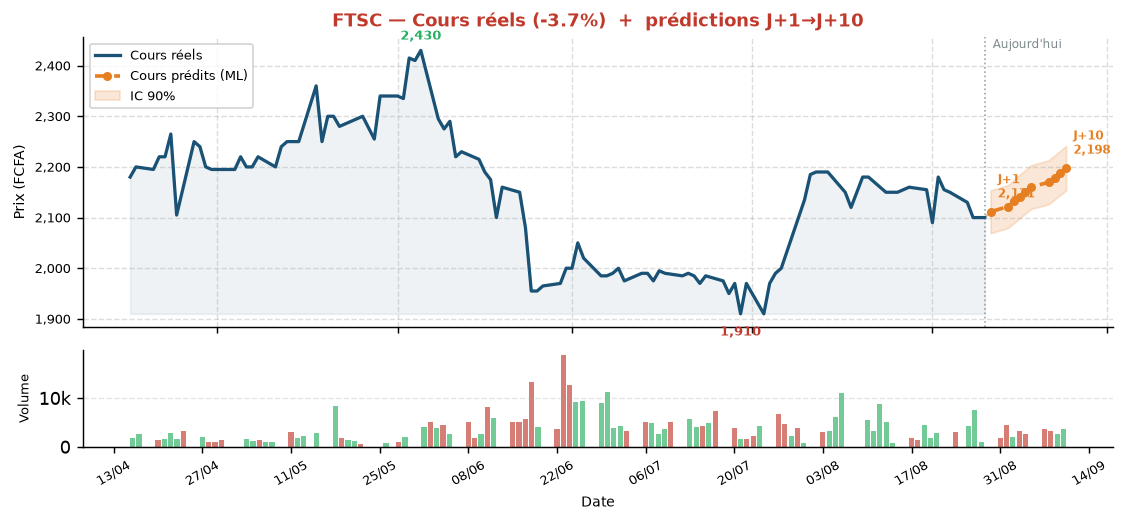 FTSC — Cours réels (-3.7%) + prédictions J+1→J+10
2,430
Aujourd'hui
Cours réels
Cours prédits (ML)
IC 90%
J+10
2,198
J+1
2,111
1,910
Prix (FCFA)
2,400
2,300
2,200
2,100
2,000
1,900
Volume
10k
0
13/04
27/04
11/05
25/05
08/06
22/06
06/07
20/07
03/08
17/08
31/08
14/09
Date